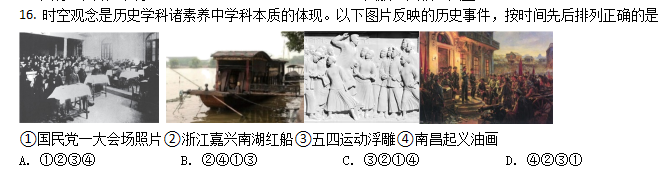 16. 时空观念是历史学科诸素养中学科本质的体现。以下图片反映的历史事件，按时间先后排列正确的是
①国民党一大会场照片②浙江嘉兴南湖红船③五四运动浮雕④南昌起义油画
A. ①②③④ B. ②④①③ C. ③②①④ D. ④②③①